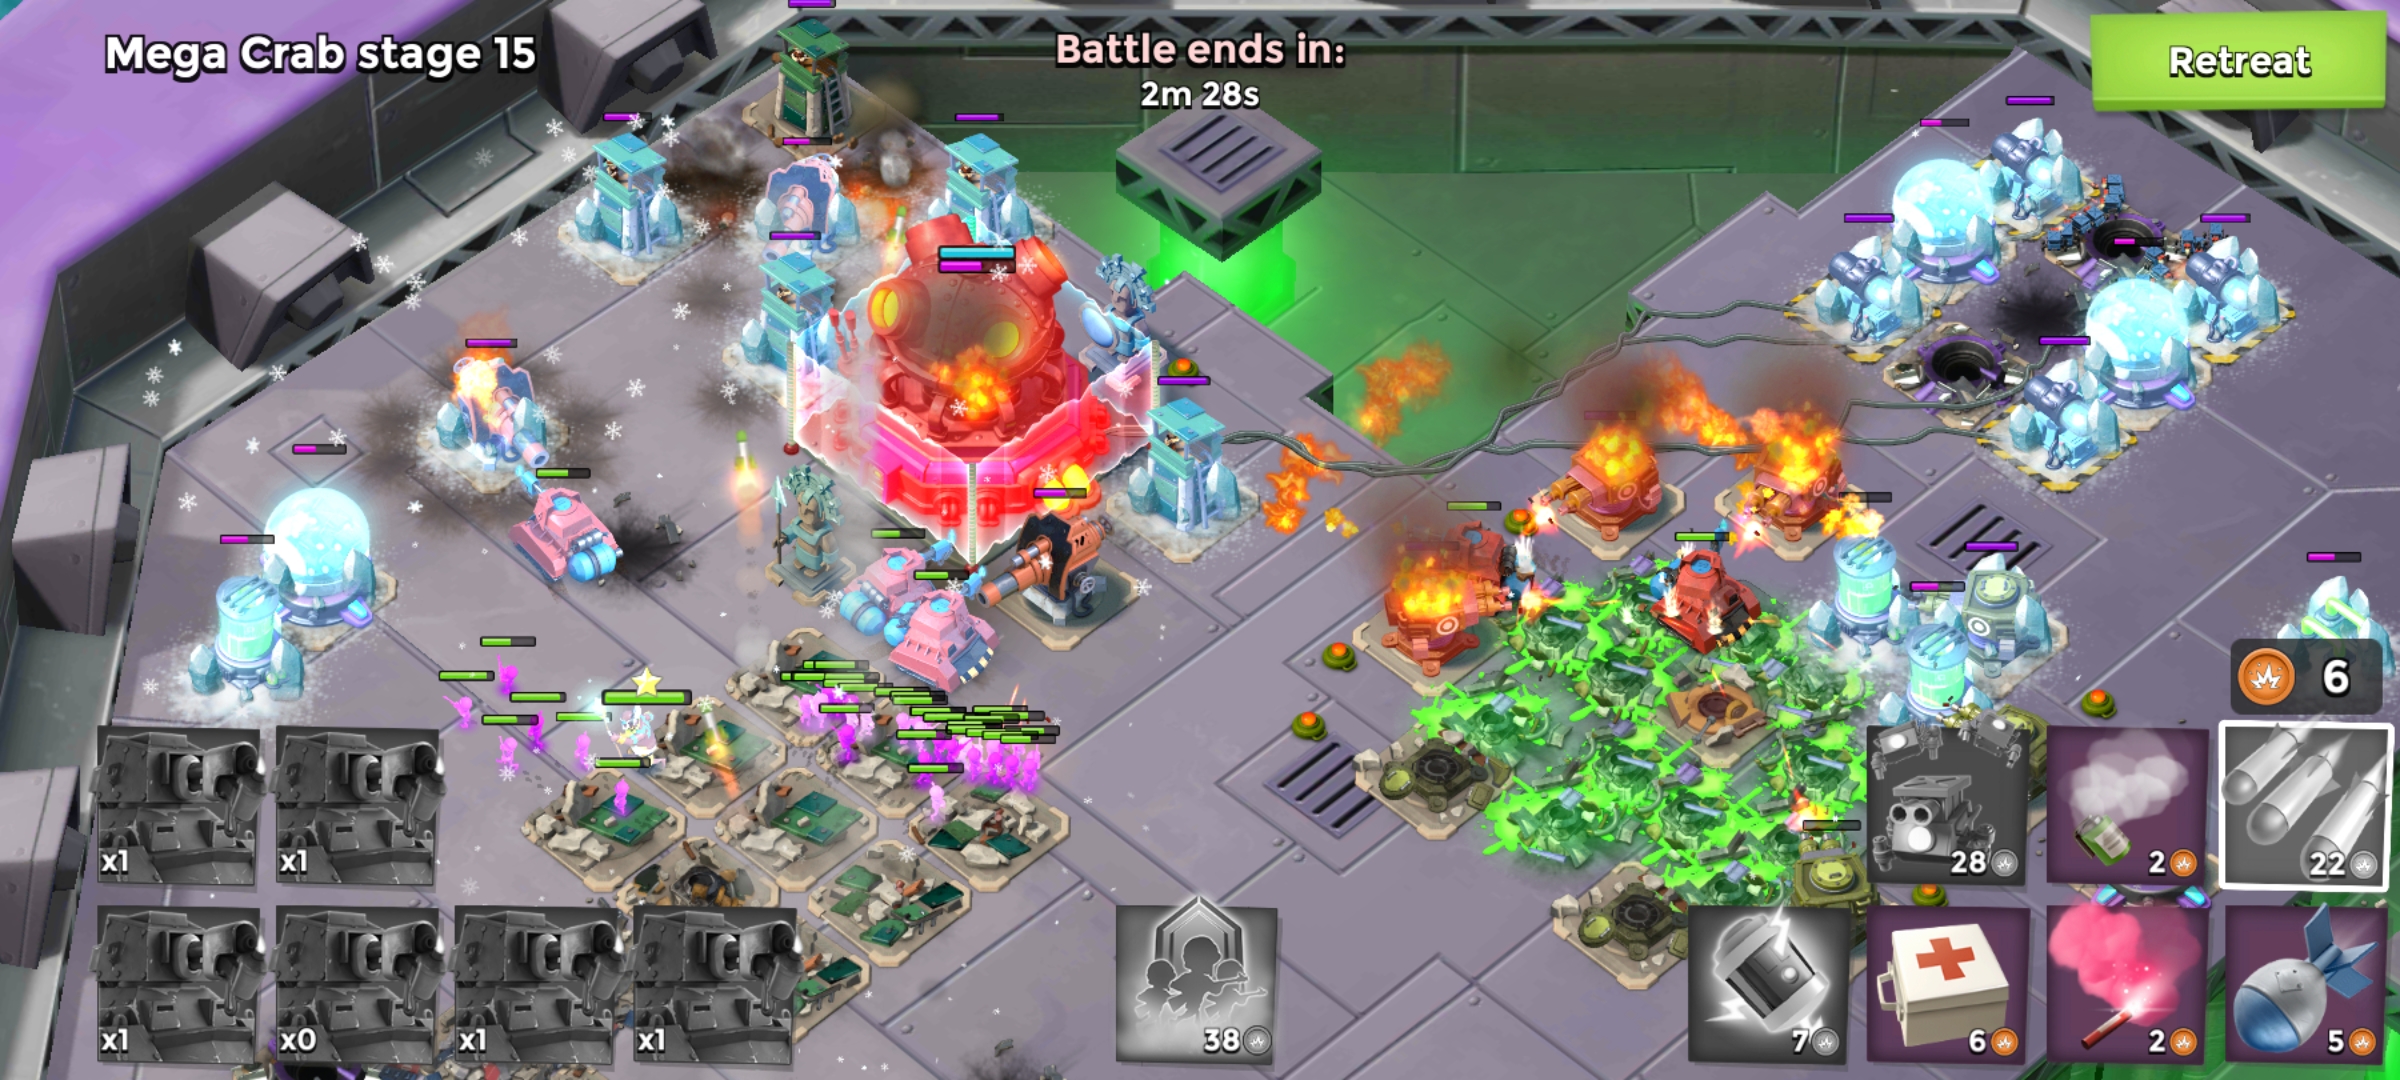 Mega Crab stage 15
Battle ends in:
2m 28s
Retreat
6
x1
x1
28
2
22
x1
x0
x1
x1
38
7
6
2
5